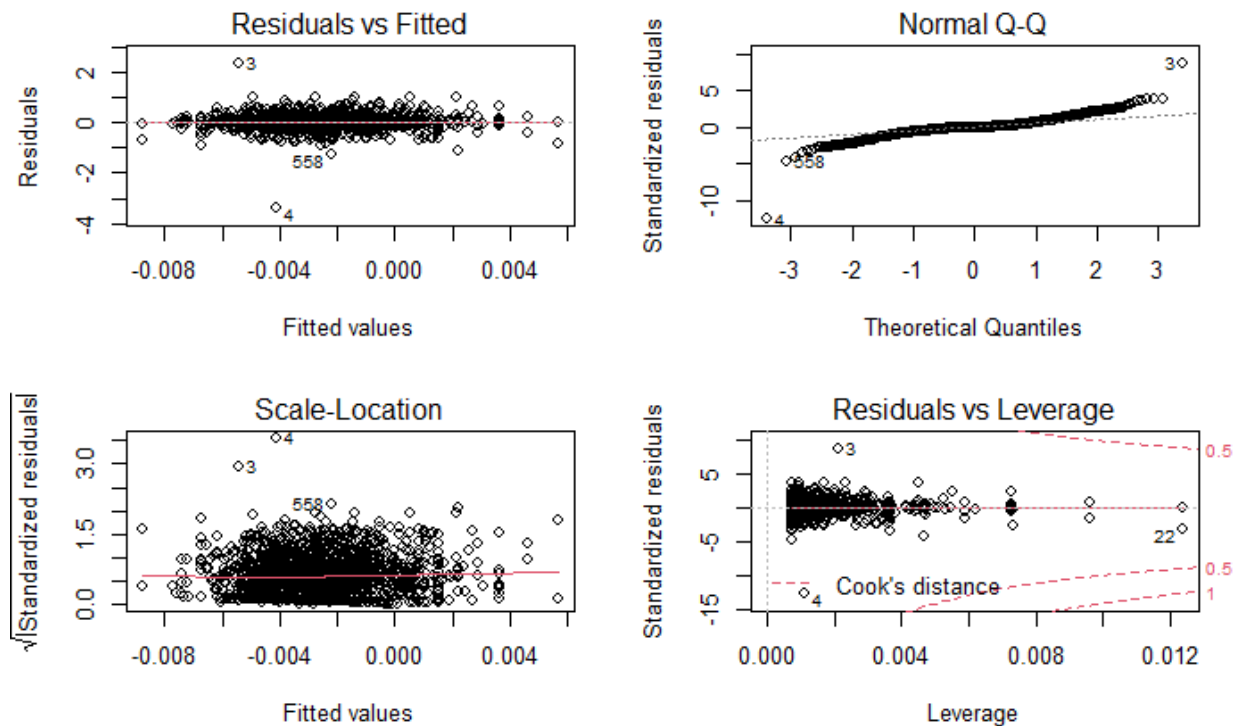 Residuals vs Fitted
Residuals
2
0
-2
-4
3
558
4
-0.008 -0.004 0.000 0.004
Fitted values
Normal Q-Q
Standardized residuals
5
0
-10
3
558
4
-3 -2 -1 0 1 2 3
Theoretical Quantiles
Scale-Location
√|Standardized residuals|
3.0
1.5
0.0
4
3
558
-0.008 -0.004 0.000 0.004
Fitted values
Residuals vs Leverage
Standardized residuals
5
-5
-15
3
22
4
Cook's distance
0.5
0.5
1
0.000 0.004 0.008 0.012
Leverage